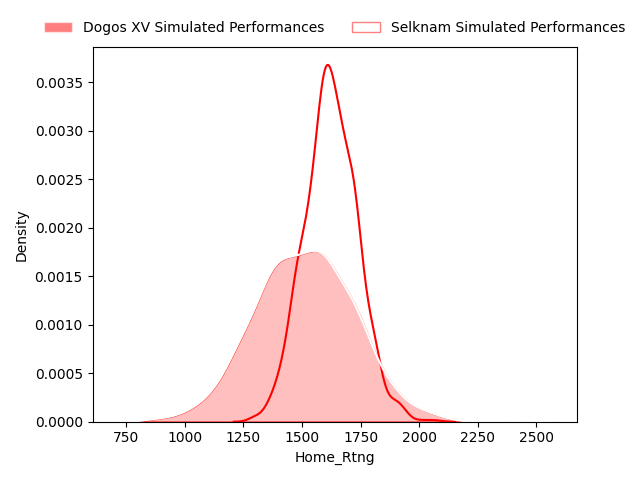 Dogos XV Simulated Performances
Selknam Simulated Performances
Density
0.0035
0.0030
0.0025
0.0020
0.0015
0.0010
0.0005
0.0000
750 1000 1250 1500 1750 2000 2250 2500
Home_Rtng